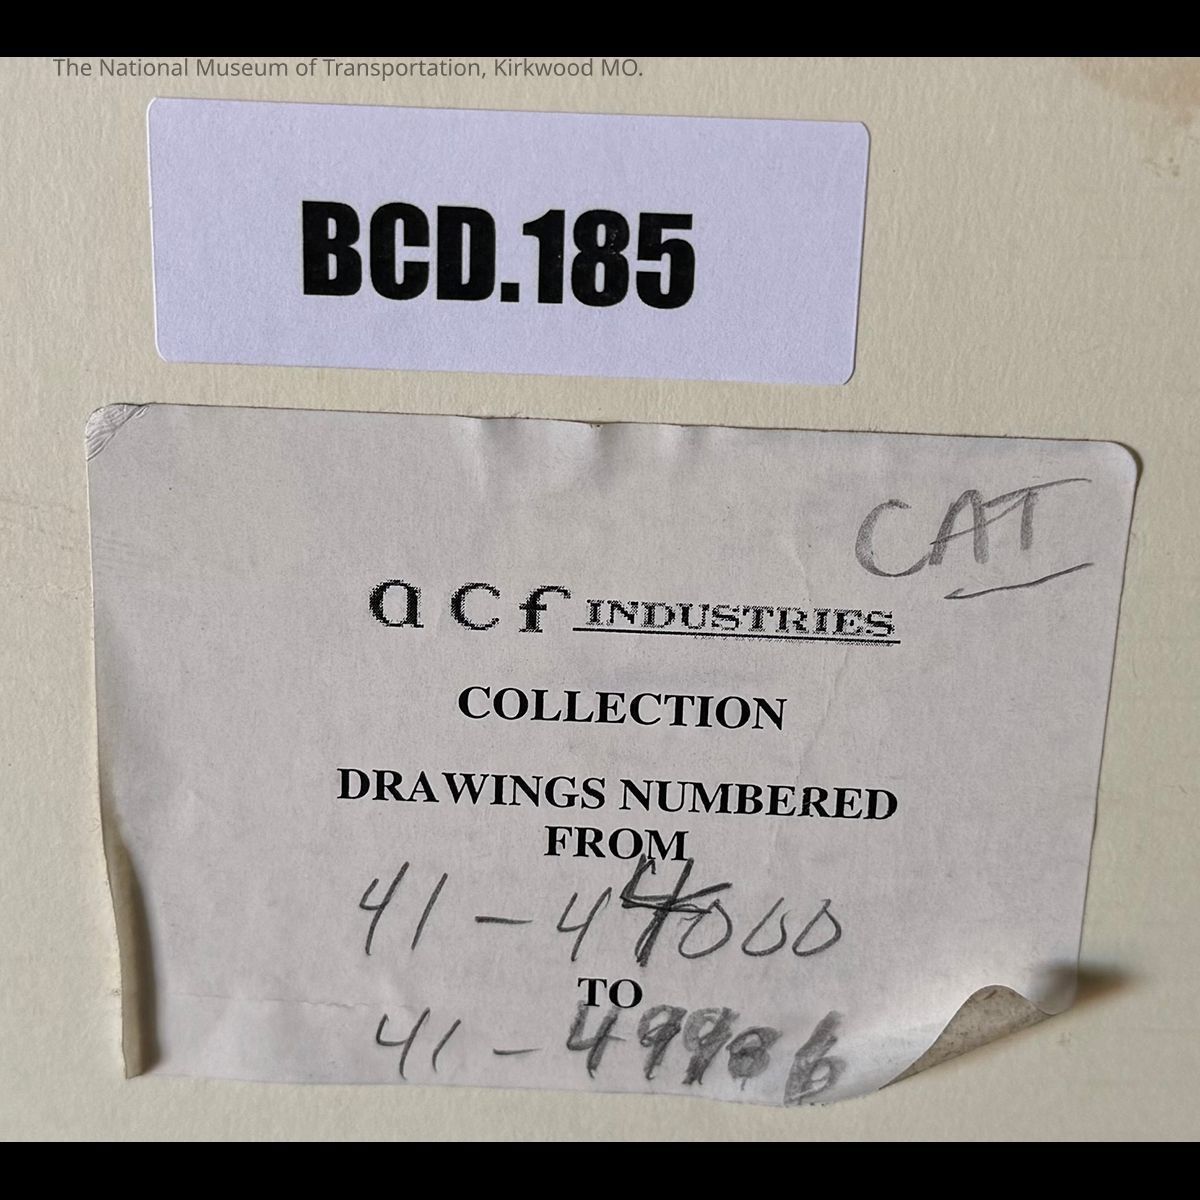 The National Museum of Transportation, Kirkwood MO.
BCD.185
CAT
acf INDUSTRIES
COLLECTION
DRAWINGS NUMBERED
FROM
41-44000
TO